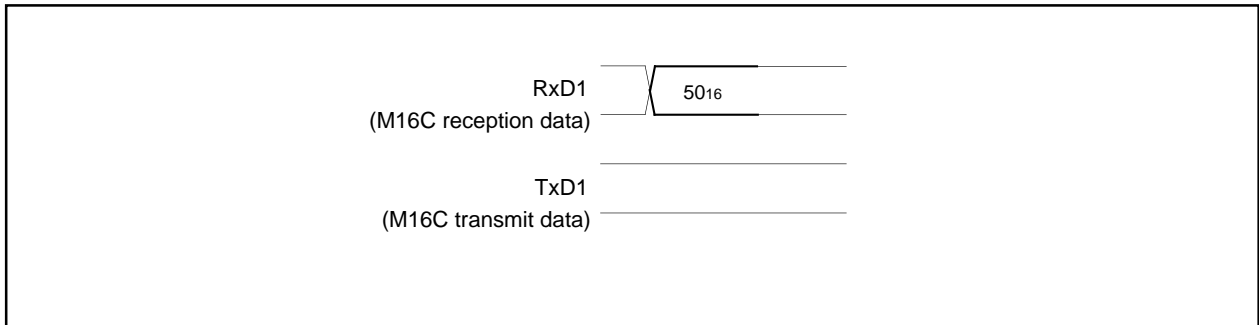 RxD1
(M16C reception data)
5016
TxD1
(M16C transmit data)